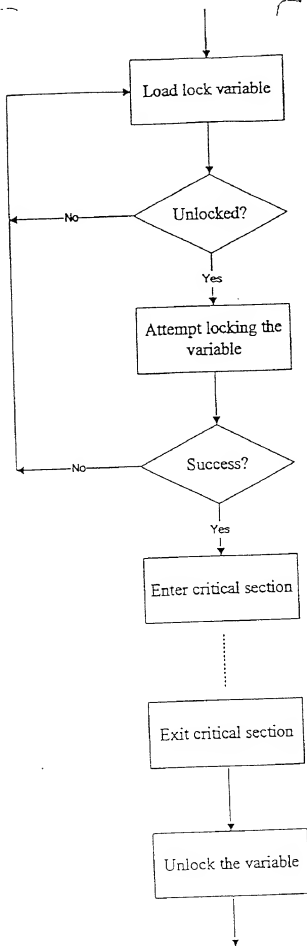 Load lock variable
Unlocked?
No
Yes
Attempt locking the
variable
Success?
No
Yes
Enter critical section
Exit critical section
Unlock the variable